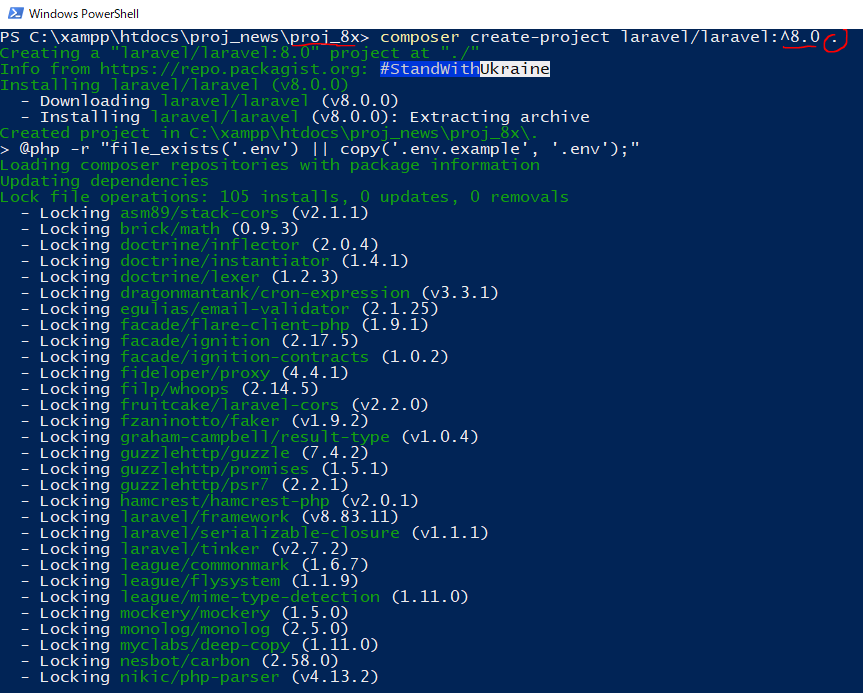 Windows PowerShell
PS C:\xampp\htdocs\proj_news\proj_8x> composer create-project laravel/laravel:^8.0 .
Creating a "laravel/laravel:8.0" project at "./"
Info from https://repo.packagist.org: #StandWithUkraine
Installing laravel/laravel (v8.0.0)
  - Downloading laravel/laravel (v8.0.0)
  - Installing laravel/laravel (v8.0.0): Extracting archive
Created project in C:\xampp\htdocs\proj_news\proj_8x\.
> @php -r "file_exists('.env') || copy('.env.example', '.env');"
Loading composer repositories with package information
Updating dependencies
Lock file operations: 105 installs, 0 updates, 0 removals
  - Locking asm89/stack-cors (v2.1.1)
  - Locking brick/math (0.9.3)
  - Locking doctrine/inflector (2.0.4)
  - Locking doctrine/instantiator (1.4.1)
  - Locking doctrine/lexer (1.2.3)
  - Locking dragonmantank/cron-expression (v3.3.1)
  - Locking egulias/email-validator (2.1.25)
  - Locking facade/flare-client-php (1.9.1)
  - Locking facade/ignition (2.17.5)
  - Locking facade/ignition-contracts (1.0.2)
  - Locking fideloper/proxy (4.4.1)
  - Locking filp/whoops (2.14.5)
  - Locking fruitcake/laravel-cors (v2.2.0)
  - Locking fzaninotto/faker (v1.9.2)
  - Locking graham-campbell/result-type (v1.0.4)
  - Locking guzzlehttp/guzzle (7.4.2)
  - Locking guzzlehttp/promises (1.5.1)
  - Locking guzzlehttp/psr7 (2.2.1)
  - Locking hamcrest/hamcrest-php (v2.0.1)
  - Locking laravel/framework (v8.83.11)
  - Locking laravel/serializable-closure (v1.1.1)
  - Locking laravel/tinker (v2.7.2)
  - Locking league/commonmark (1.6.7)
  - Locking league/flysystem (1.1.9)
  - Locking league/mime-type-detection (1.11.0)
  - Locking mockery/mockery (1.5.0)
  - Locking monolog/monolog (2.5.0)
  - Locking myclabs/deep-copy (1.11.0)
  - Locking nesbot/carbon (2.58.0)
  - Locking nikic/php-parser (v4.13.2)